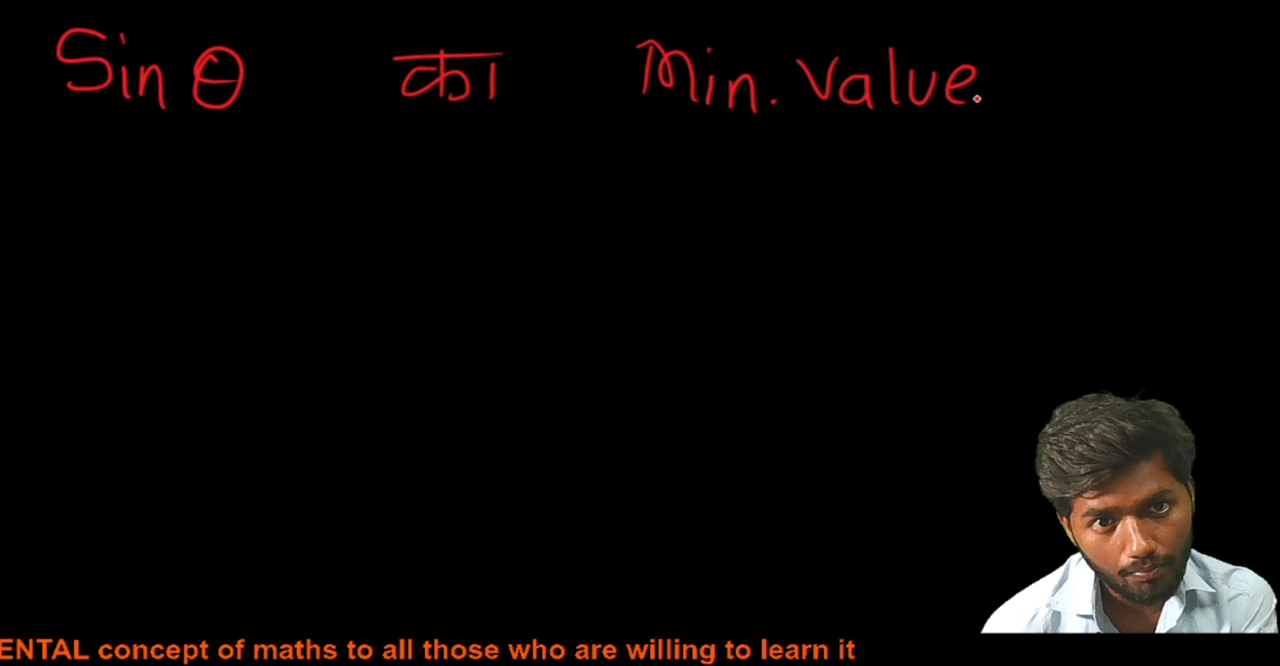 Sin θ का Min. Value
ENTAL concept of maths to all those who are willing to learn it